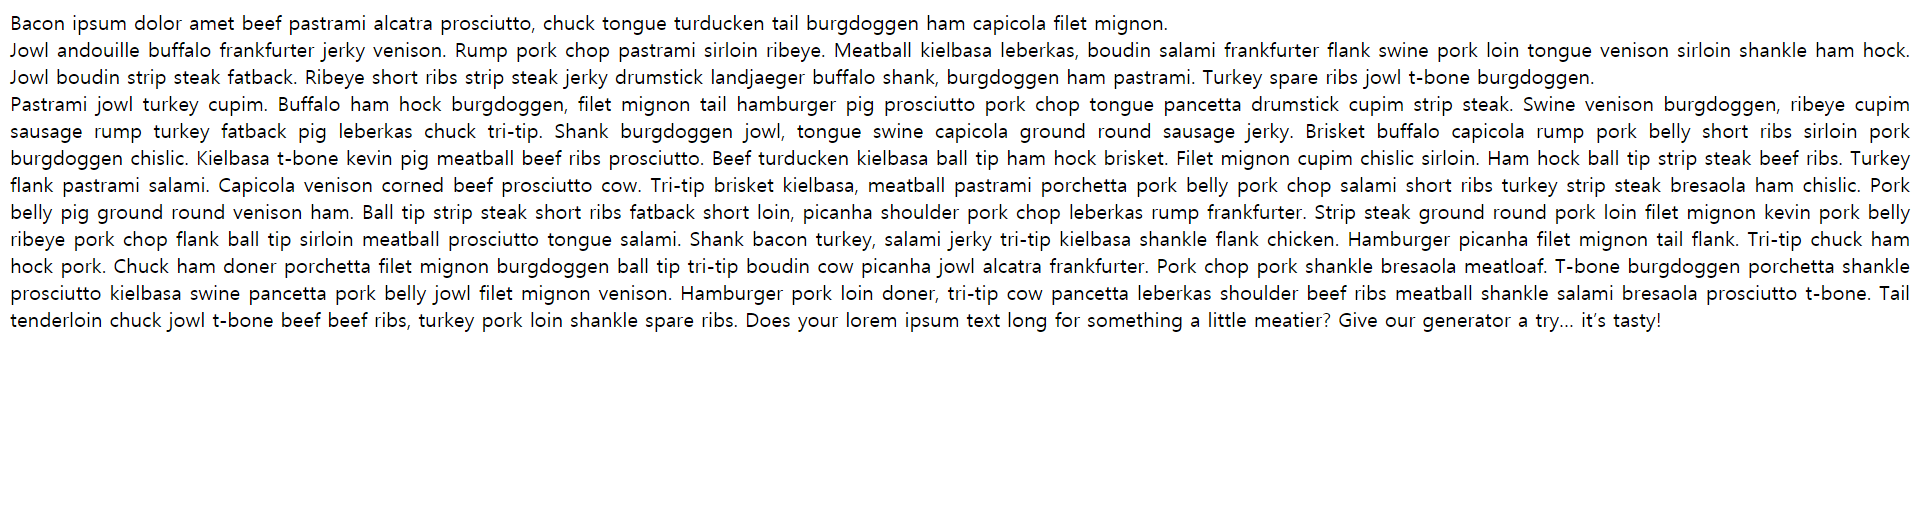 Bacon ipsum dolor amet beef pastrami alcatra prosciutto, chuck tongue turducken tail burgdoggen ham capicola filet mignon.
Jowl andouille buffalo frankfurter jerky venison. Rump pork chop pastrami sirloin ribeye. Meatball kielbasa leberkas, boudin salami frankfurter flank swine pork loin tongue venison sirloin shankle ham hock.
Jowl boudin strip steak fatback. Ribeye short ribs strip steak jerky drumstick landjaeger buffalo shank, burgdoggen ham pastrami. Turkey spare ribs jowl t-bone burgdoggen.
Pastrami jowl turkey cupim. Buffalo ham hock burgdoggen, filet mignon tail hamburger pig prosciutto pork chop tongue pancetta drumstick cupim strip steak. Swine venison burgdoggen, ribeye cupim
sausage rump turkey fatback pig leberkas chuck tri-tip. Shank burgdoggen jowl, tongue swine capicola ground round sausage jerky. Brisket buffalo capicola rump pork belly short ribs sirloin pork
burgdoggen chislic. Kielbasa t-bone kevin pig meatball beef ribs prosciutto. Beef turducken kielbasa ball tip ham hock brisket. Filet mignon cupim chislic sirloin. Ham hock ball tip strip steak beef ribs. Turkey
flank pastrami salami. Capicola venison corned beef prosciutto cow. Tri-tip brisket kielbasa, meatball pastrami porchetta pork belly pork chop salami short ribs turkey strip steak bresaola ham chislic. Pork
belly pig ground round venison ham. Ball tip strip steak short ribs fatback short loin, picanha shoulder pork chop leberkas rump frankfurter. Strip steak ground round pork loin filet mignon kevin pork belly
ribeye pork chop flank ball tip sirloin meatball prosciutto tongue salami. Shank bacon turkey, salami jerky tri-tip kielbasa shankle flank chicken. Hamburger picanha filet mignon tail flank. Tri-tip chuck ham
hock pork. Chuck ham doner porchetta filet mignon burgdoggen ball tip tri-tip boudin cow picanha jowl alcatra frankfurter. Pork chop pork shankle bresaola meatloaf. T-bone burgdoggen porchetta shankle
prosciutto kielbasa swine pancetta pork belly jowl filet mignon venison. Hamburger pork loin doner, tri-tip cow pancetta leberkas shoulder beef ribs meatball shankle salami bresaola prosciutto t-bone. Tail
tenderloin chuck jowl t-bone beef beef ribs, turkey pork loin shankle spare ribs. Does your lorem ipsum text long for something a little meatier? Give our generator a try… it’s tasty!